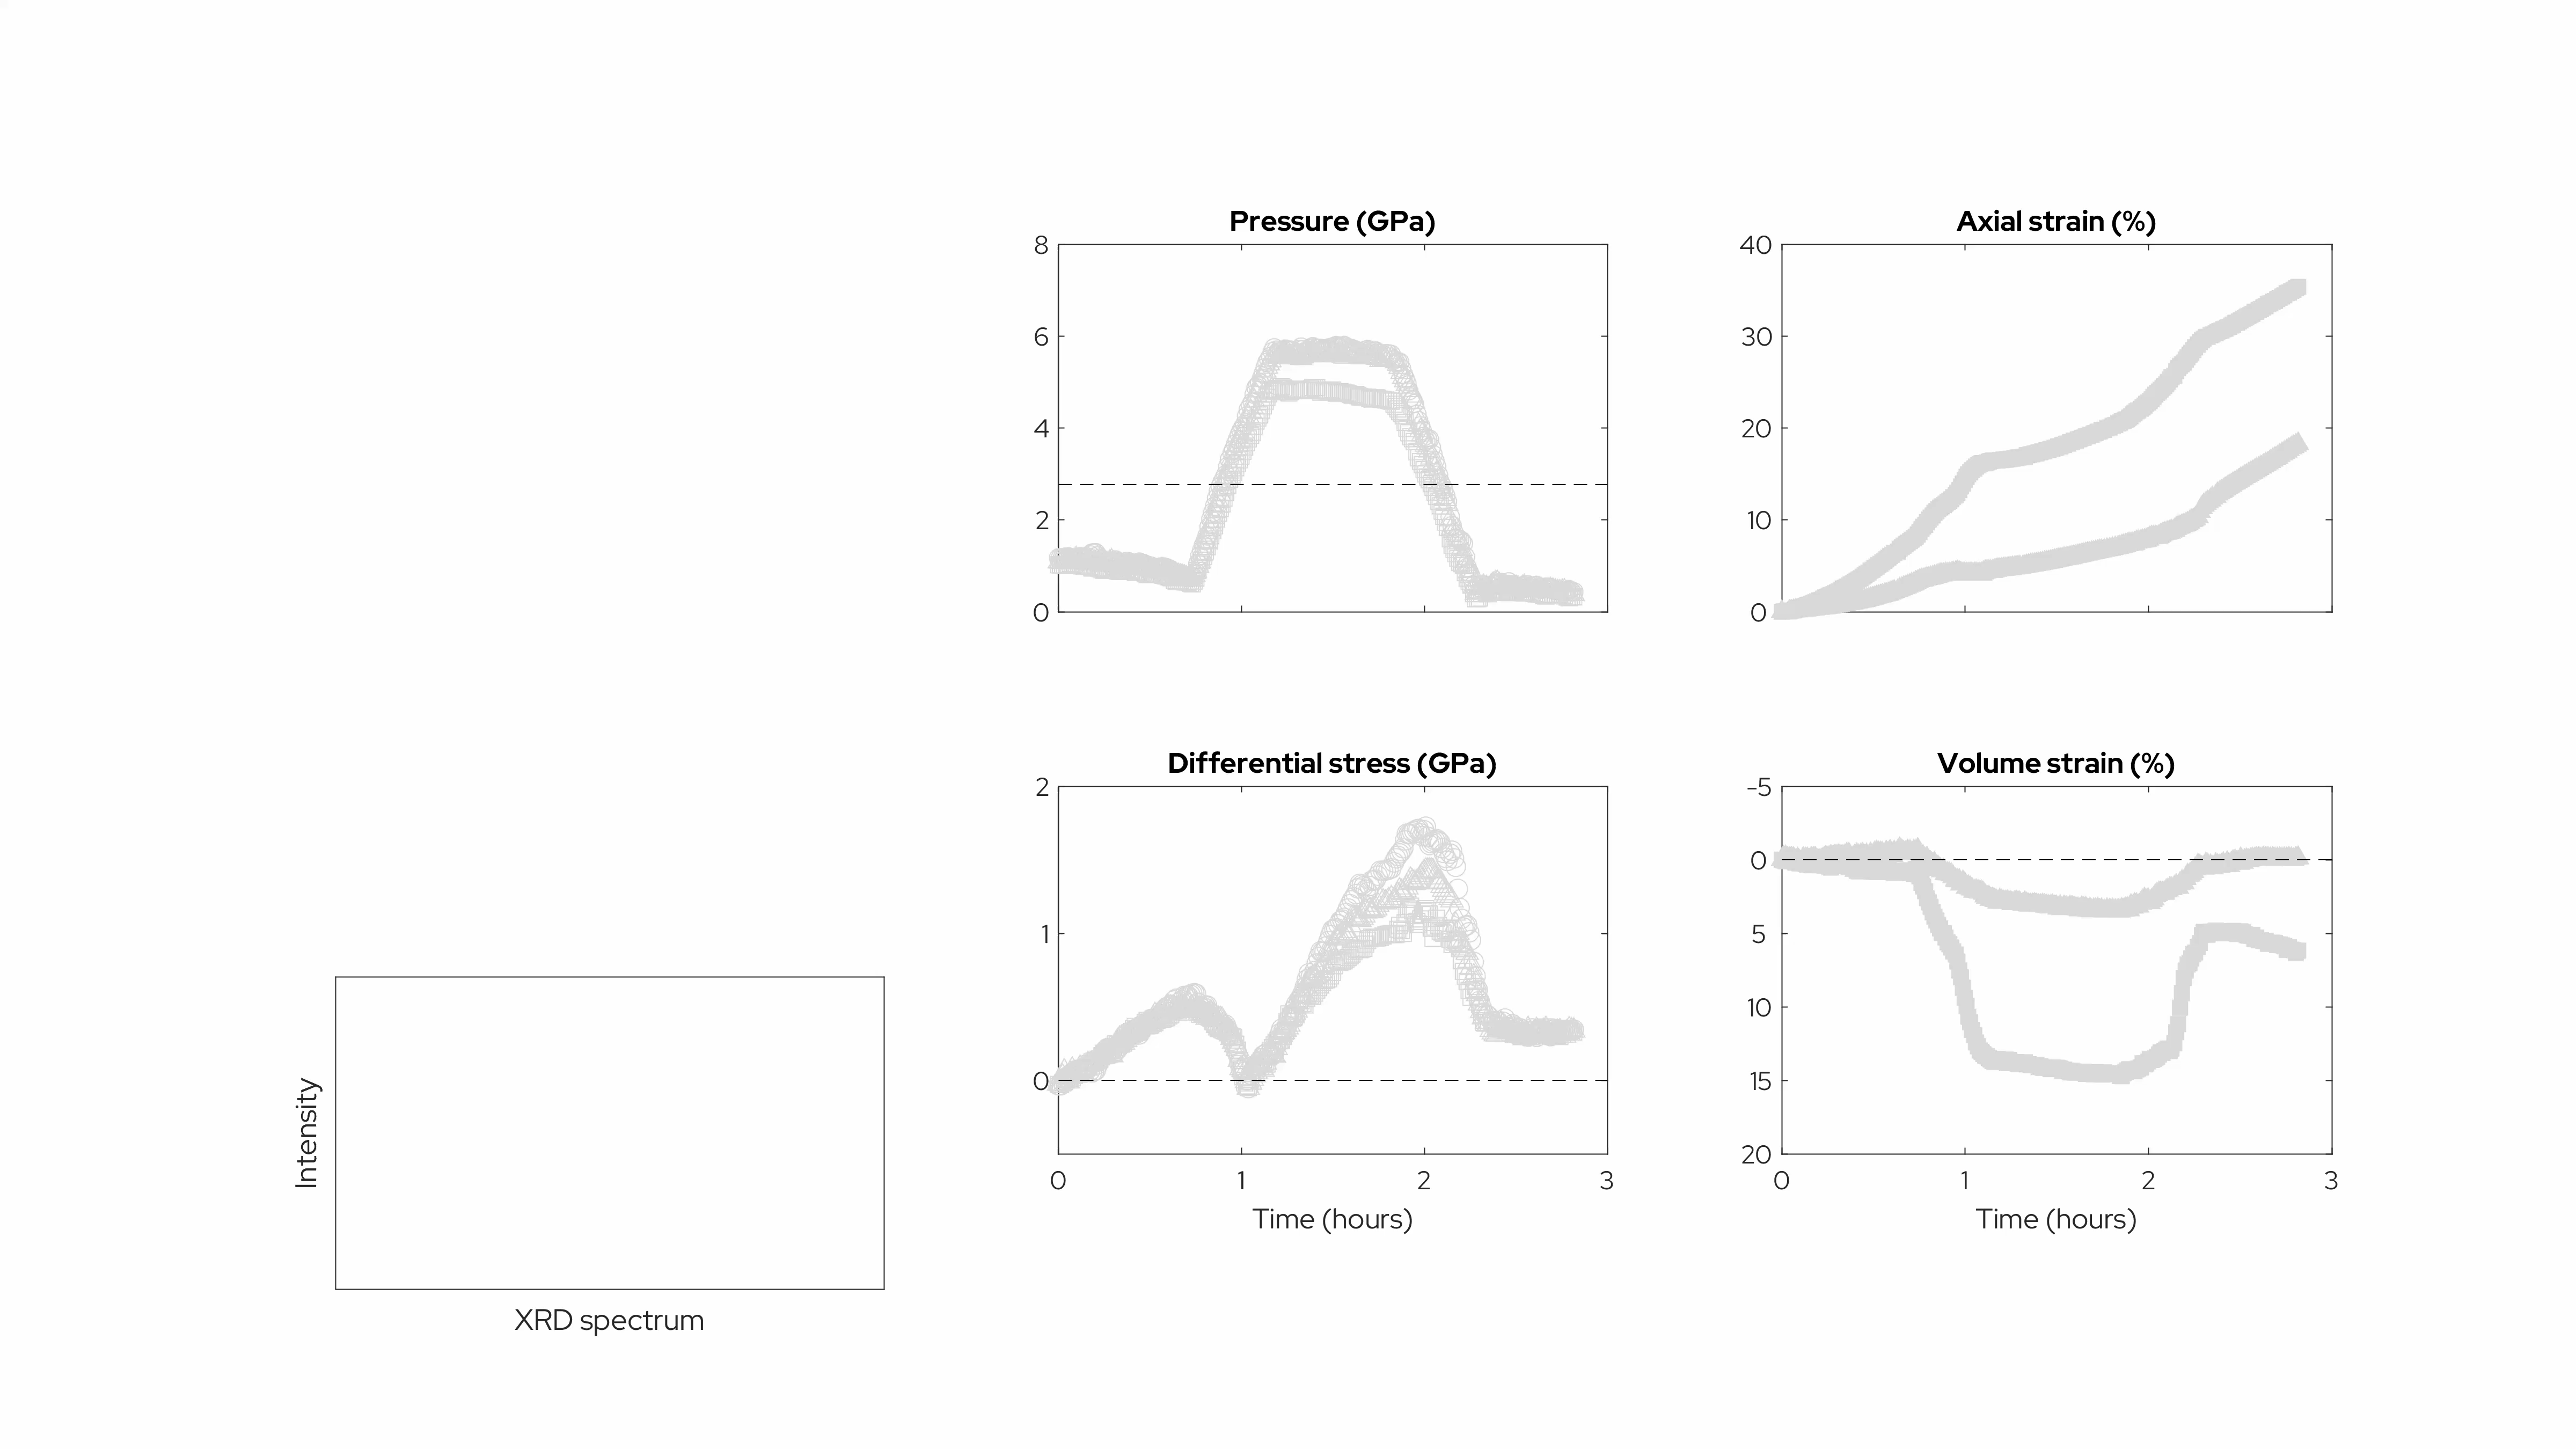 Pressure (GPa)
8
6
4
2
0
Axial strain (%)
40
30
20
10
0
Differential stress (GPa)
2
1
0
0 1 2 3
Time (hours)
Volume strain (%)
-5
0
5
10
15
20
0 1 2 3
Time (hours)
Intensity
XRD spectrum